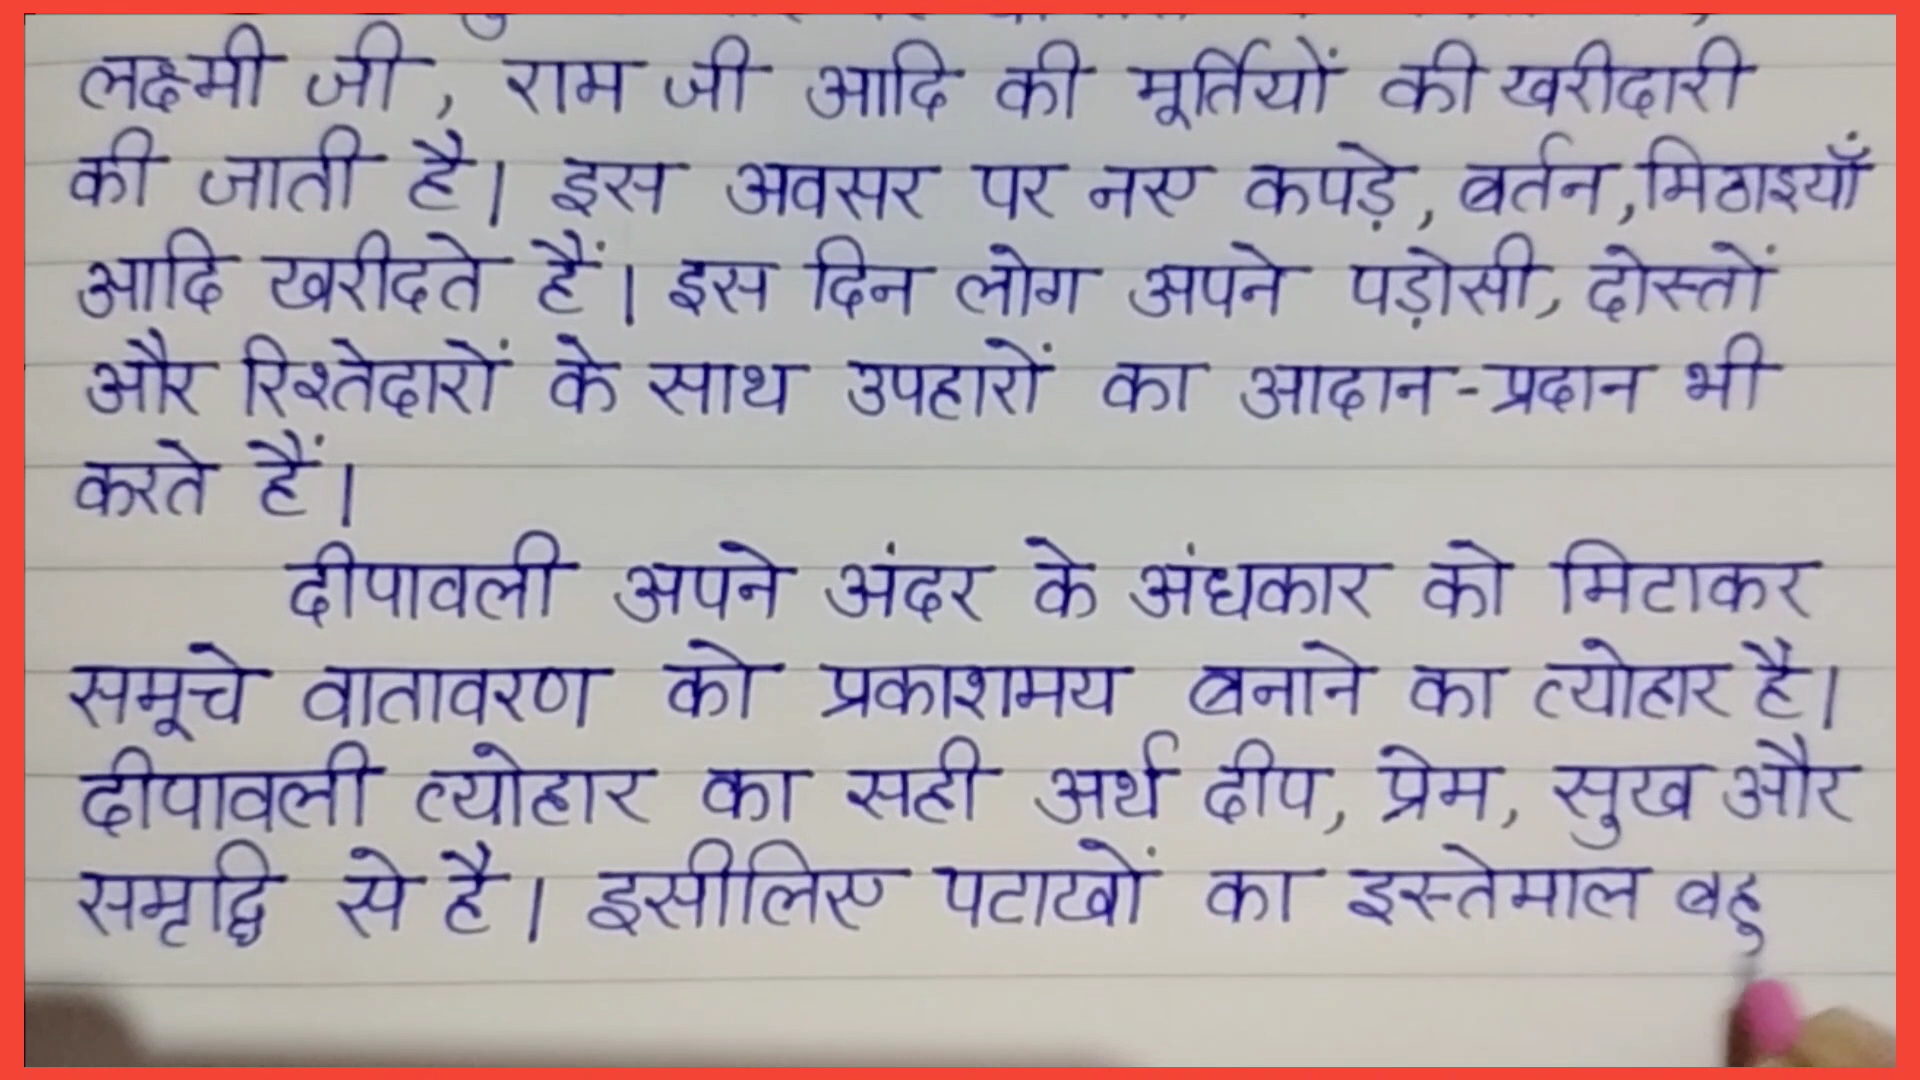 लक्ष्मी जी, राम जी आदि की मूर्तियों की खरीदारी
की जाती है। इस अवसर पर नए कपड़े, बर्तन, मिठाइयाँ
आदि खरीदते हैं। इस दिन लोग अपने पड़ोसी, दोस्तों
और रिश्तेदारों के साथ उपहारों का आदान-प्रदान भी
करते हैं।
दीपावली अपने अंदर के अंधकार को मिटाकर
समूचे वातावरण को प्रकाशमय बनाने का त्योहार है।
दीपावली त्योहार का सही अर्थ दीप, प्रेम, सुख और
समृद्धि से है। इसीलिए पटाखों का इस्तेमाल बहु